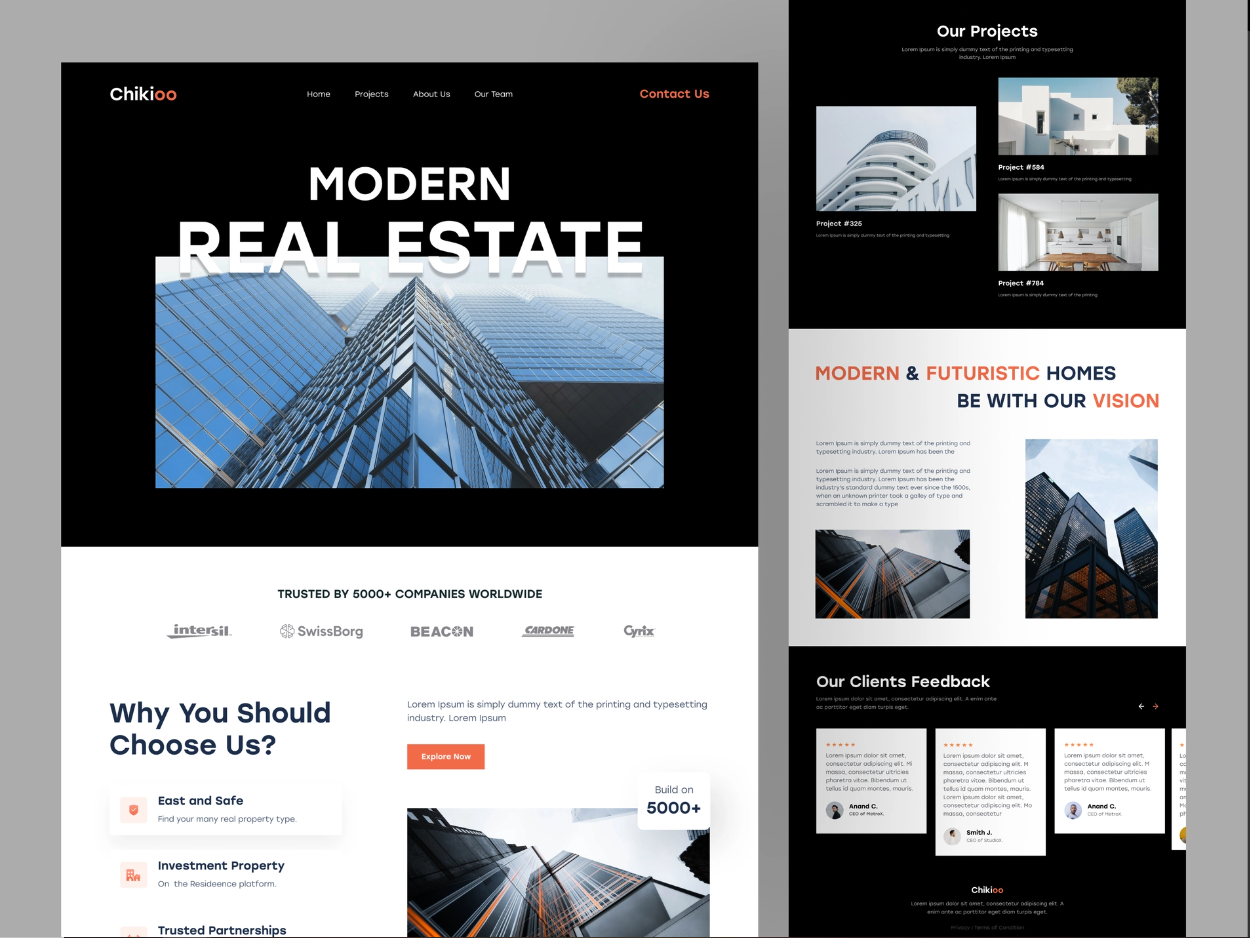 Chikioo
Home
Projects
About Us
Our Team
Contact Us
MODERN
REAL ESTATE
TRUSTED BY 5000+ COMPANIES WORLDWIDE
intersil
SwissBorg
BEACON
CARDONE
Cyrix
Why You Should
Choose Us?
East and Safe
Find your many real property type.
Investment Property
On the Resideence platform.
Trusted Partnerships
Lorem Ipsum is simply dummy text of the printing and typesetting
industry. Lorem Ipsum
Explore Now
Build on
5000+
Our Projects
Lorem Ipsum is simply dummy text of the printing and typesetting
industry. Lorem Ipsum
Project #325
Lorem Ipsum is simply dummy text of the printing and typesetting
Project #584
Lorem Ipsum is simply dummy text of the printing and typesetting
Project #784
Lorem Ipsum is simply dummy text of the printing
MODERN & FUTURISTIC HOMES
BE WITH OUR VISION
Lorem Ipsum is simply dummy text of the printing and
typesetting industry. Lorem Ipsum has been the
Lorem Ipsum is simply dummy text of the printing and
typesetting industry. Lorem Ipsum has been the
industry's standard dummy text ever since the 1500s,
when an unknown printer took a galley of type and
scrambled it to make a type
Our Clients Feedback
Lorem ipsum dolor sit amet, consectetur adipiscing elit. A enim ante
ac porttitor eget diam turpis eget.
Lorem ipsum dolor sit amet,
consectetur adipiscing elit. Mi
massa, consectetur ultricies
pharetra vitae. Bibendum ut
tellus id quam montes, mauris.
Anand C.
CEO of MetroX.
Lorem ipsum dolor sit amet,
consectetur adipiscing elit. M
massa, consectetur ultricies
pharetra vitae. Bibendum ut
tellus id quam montes, mauris.
Lorem ipsum dolor sit amet,
consectetur adipiscing elit. Mo
massa, consectetur
Smith J.
CEO of StudioX.
Lorem ipsum dolor sit amet,
consectetur adipiscing elit. M
massa, consectetur ultricies
pharetra vitae. Bibendum ut
tellus id quam montes, mauris.
Anand C.
CEO of MetroX.
Chikioo
Lorem ipsum dolor sit amet, consectetur adipiscing elit. A
enim ante ac porttitor eget diam turpis eget.
Privacy - Terms of Condition